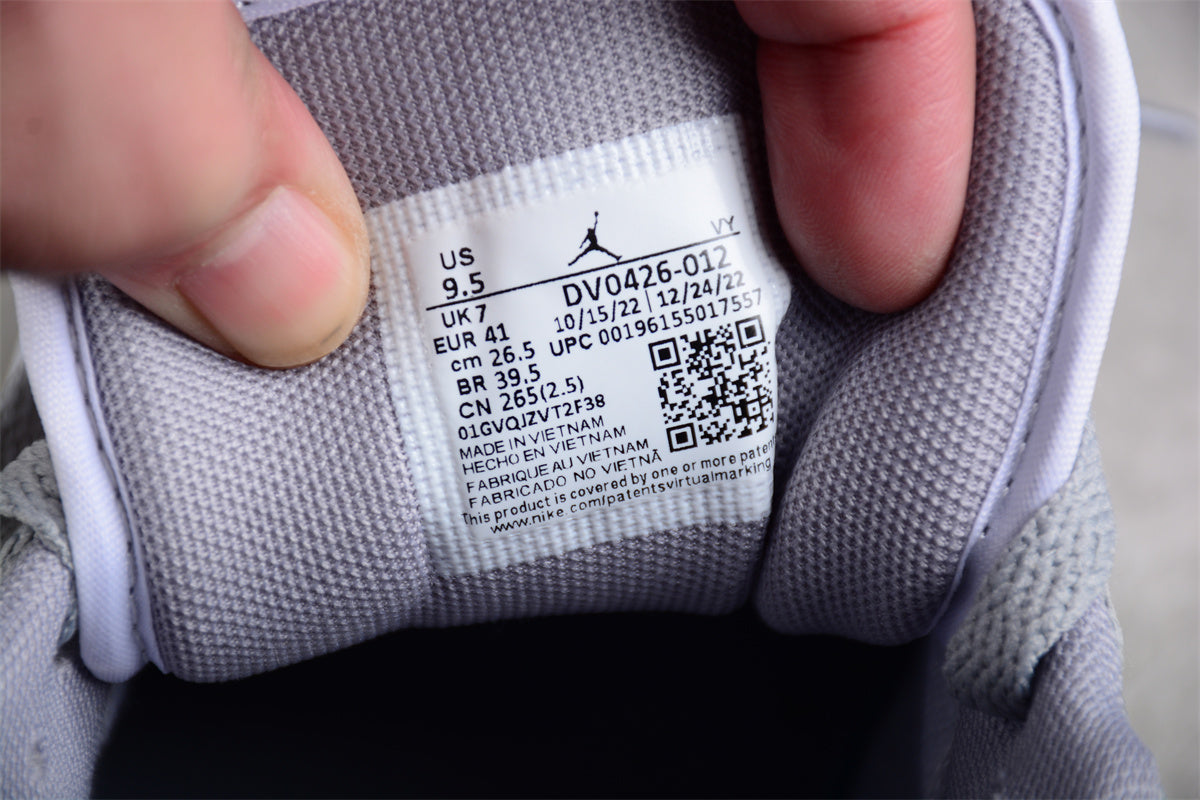 US
9.5
VY
UK 7
DV0426-012
EUR 41
10/15/22 | 12/24/22
cm 26.5
UPC 00196155017557
BR 39.5
CN 265(2.5)
01GVQJZVT2F38
MADE IN VIETNAM
HECHO EN VIETNAM
FABRIQUE AU VIETNAM
FABRICADO NO VIETNÃ
This product is covered by one or more patent
www.nike.com/patentsvirtualmarking